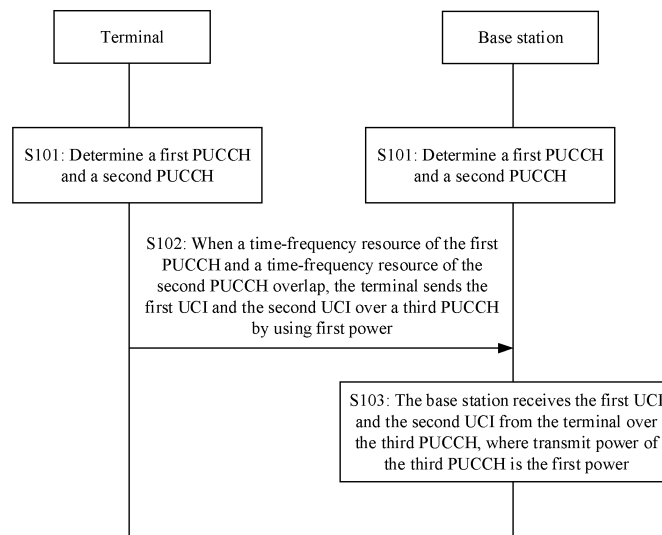 Terminal
Base station
S101: Determine a first PUCCH
and a second PUCCH
S101: Determine a first PUCCH
and a second PUCCH
S102: When a time-frequency resource of the first
PUCCH and a time-frequency resource of the
second PUCCH overlap, the terminal sends the
first UCI and the second UCI over a third PUCCH
by using first power
S103: The base station receives the first UCI
and the second UCI from the terminal over
the third PUCCH, where transmit power of
the third PUCCH is the first power